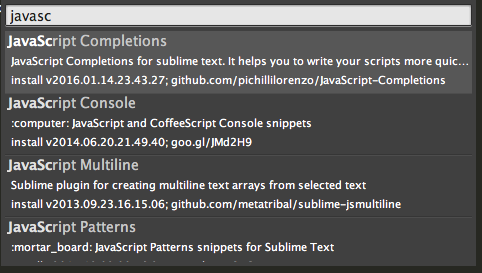 javasc
JavaScript Completions
JavaScript Completions for sublime text. It helps you to write your scripts more quic...
install v2016.01.14.23.43.27; github.com/pichillilorenzo/JavaScript-Completions
JavaScript Console
:computer: JavaScript and CoffeeScript Console snippets
install v2014.06.20.21.49.40; goo.gl/JMd2H9
JavaScript Multiline
Sublime plugin for creating multiline text arrays from selected text
install v2013.09.23.16.15.06; github.com/metatribal/sublime-jsmultiline
JavaScript Patterns
:mortar_board: JavaScript Patterns snippets for Sublime Text